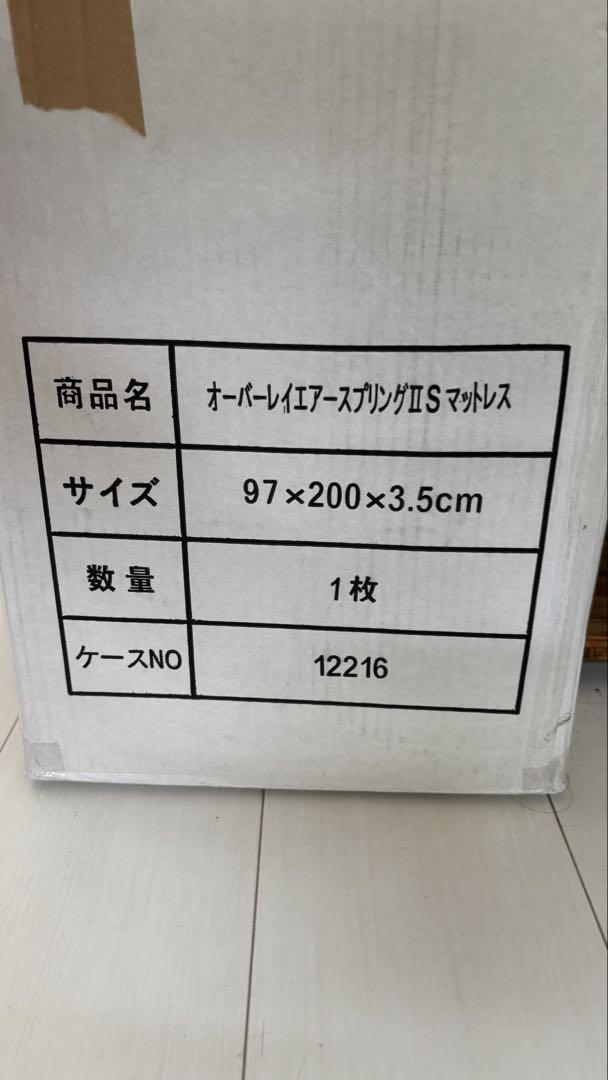 商品名 オーバーレイエアースプリングⅡSマットレス
サイズ 97×200×3.5cm
数量 1枚
ケースNO 12216